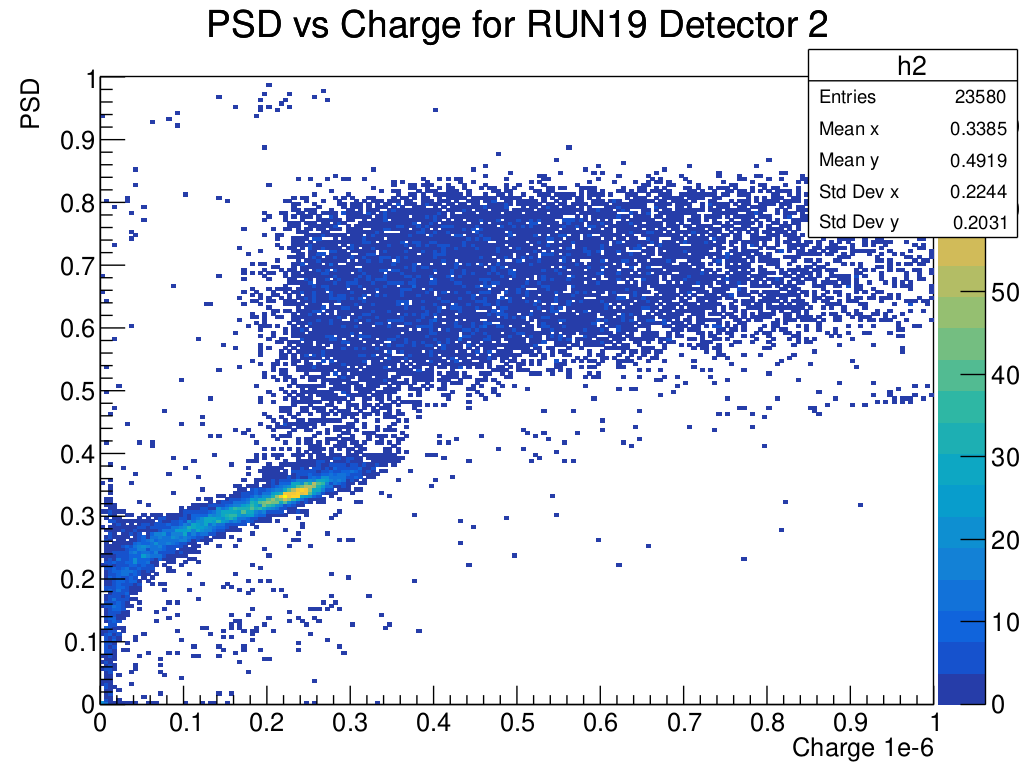 PSD vs Charge for RUN19 Detector 2
h2
Entries 23580
Mean x 0.3385
Mean y 0.4919
Std Dev x 0.2244
Std Dev y 0.2031
PSD
1
0.9
0.8
0.7
0.6
0.5
0.4
0.3
0.2
0.1
0
50
40
30
20
10
0
0 0.1 0.2 0.3 0.4 0.5 0.6 0.7 0.8 0.9 1
Charge 1e-6